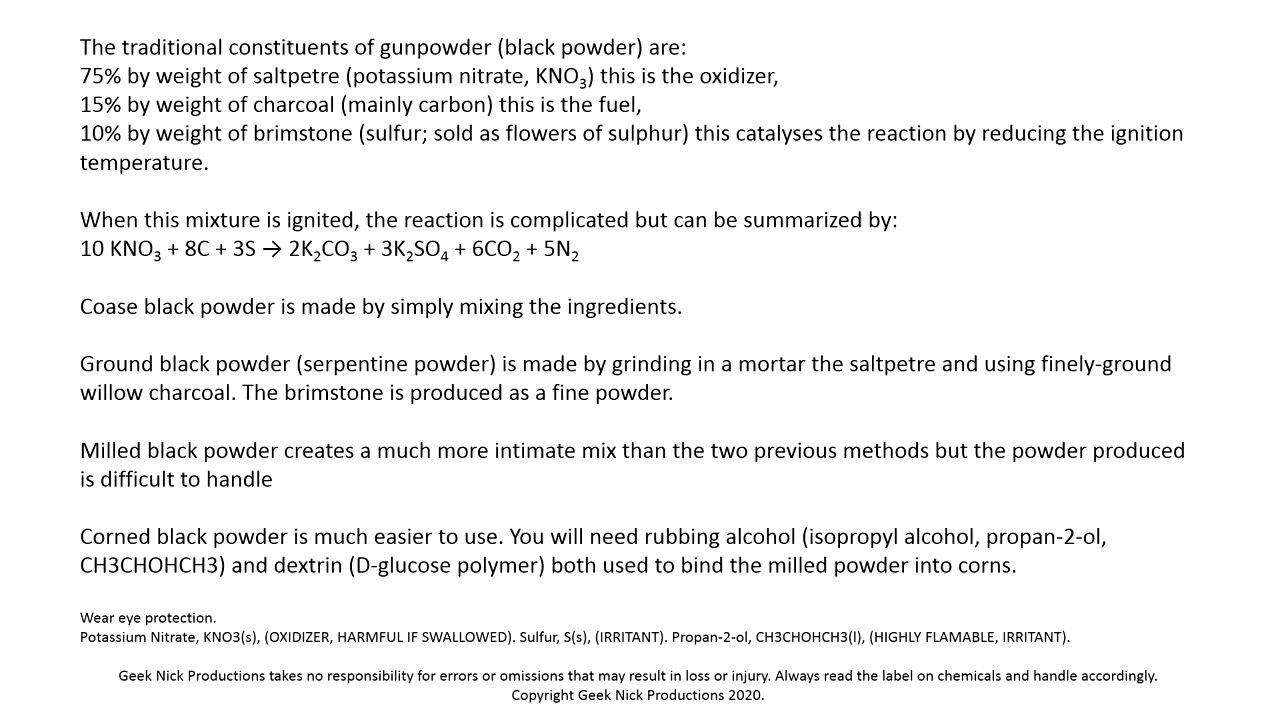 The traditional constituents of gunpowder (black powder) are:
75% by weight of saltpetre (potassium nitrate, KNO₃) this is the oxidizer,
15% by weight of charcoal (mainly carbon) this is the fuel,
10% by weight of brimstone (sulfur; sold as flowers of sulphur) this catalyses the reaction by reducing the ignition
temperature.
When this mixture is ignited, the reaction is complicated but can be summarized by:
10 KNO₃ + 8C + 3S → 2K₂CO₃ + 3K₂SO₄ + 6CO₂ + 5N₂
Coase black powder is made by simply mixing the ingredients.
Ground black powder (serpentine powder) is made by grinding in a mortar the saltpetre and using finely-ground
willow charcoal. The brimstone is produced as a fine powder.
Milled black powder creates a much more intimate mix than the two previous methods but the powder produced
is difficult to handle
Corned black powder is much easier to use. You will need rubbing alcohol (isopropyl alcohol, propan-2-ol,
CH3CHOHCH3) and dextrin (D-glucose polymer) both used to bind the milled powder into corns.
Wear eye protection.
Potassium Nitrate, KNO3(s), (OXIDIZER, HARMFUL IF SWALLOWED). Sulfur, S(s), (IRRITANT). Propan-2-ol, CH3CHOHCH3(l), (HIGHLY FLAMABLE, IRRITANT).
Geek Nick Productions takes no responsibility for errors or omissions that may result in loss or injury. Always read the label on chemicals and handle accordingly.
Copyright Geek Nick Productions 2020.